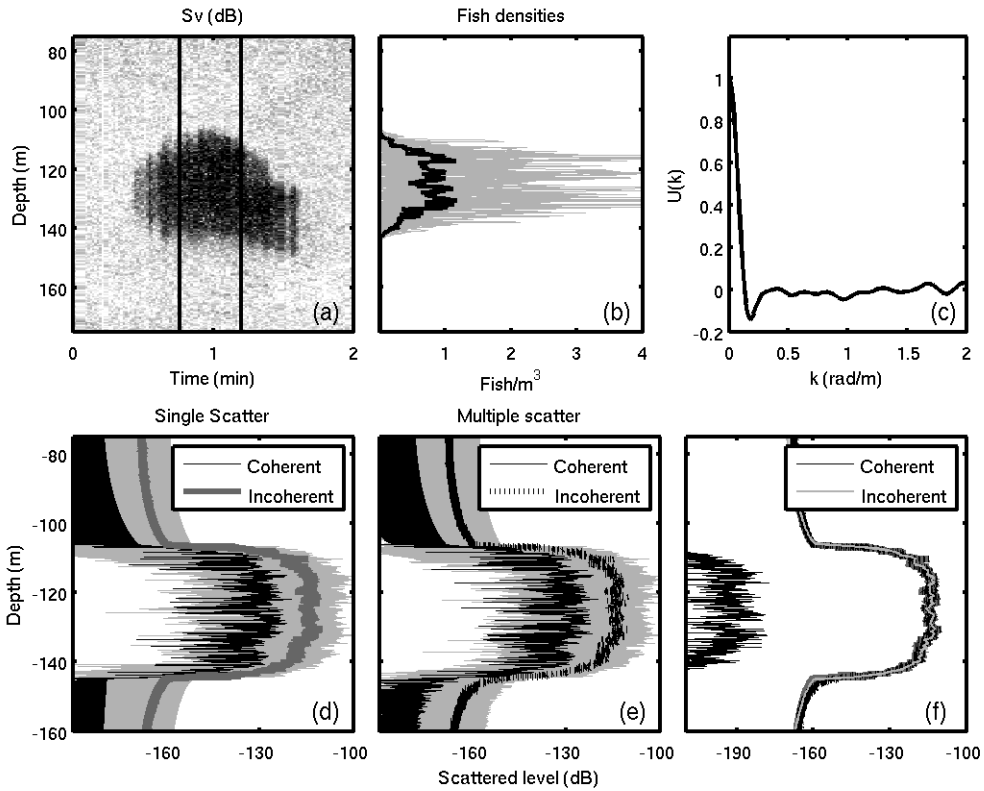 Sv (dB)
Fish densities
80
100
120
140
160
Depth (m)
0
1
2
Time (min)
(a)
0
1
2
3
4
Fish/m³
(b)
1
0.8
0.6
0.4
0.2
0
-0.2
U(k)
0
0.5
1
1.5
2
k (rad/m)
(c)
Single Scatter
Multiple scatter
-80
-100
-120
-140
-160
Depth (m)
Coherent
Incoherent
(d)
-160
-130
-100
Coherent
Incoherent
(e)
-160
-130
-100
Scattered level (dB)
Coherent
Incoherent
(f)
-190
-160
-130
-100